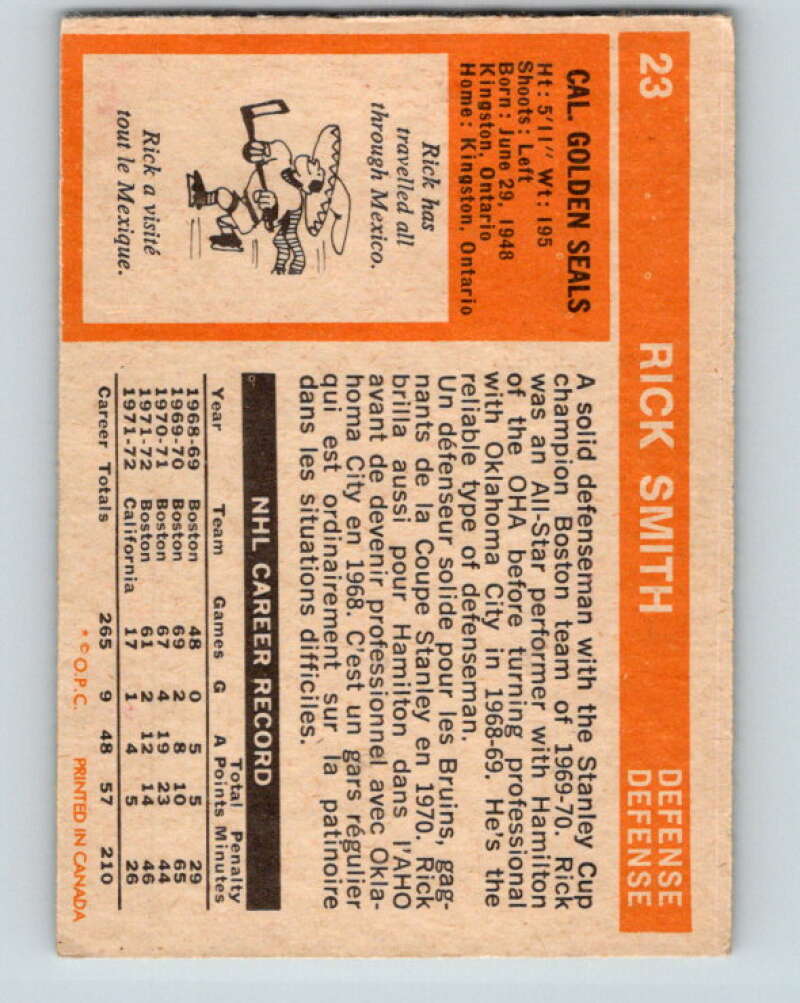 23
RICK SMITH
DEFENSE
DEFENSE
CAL. GOLDEN SEALS
Ht: 5'11" Wt: 195
Shoots: Left
Born: June 29, 1948
Kingston, Ontario
Home: Kingston, Ontario
Rick has
travelled all
through Mexico.
Rick a visité
tout le Mexique.
A solid defenseman with the Stanley Cup
champion Boston team of 1969-70. Rick
was an All-Star performer with Hamilton
of the OHA before turning professional
with Oklahoma City in 1968-69. He's the
reliable type of defenseman.
Un défenseur solide pour les Bruins, gag-
nants de la Coupe Stanley en 1970. Rick
brilla aussi pour Hamilton dans l'AHO
avant de devenir professionnel avec Okla-
homa City en 1968. C'est un gars régulier
qui est ordinairement sur la patinoire
dans les situations difficiles.
NHL CAREER RECORD
Total Penalty
Year Team Games G A Points Minutes
1968-69 Boston 48 0 5 5 29
1969-70 Boston 69 2 8 10 65
1970-71 Boston 67 4 19 23 44
1971-72 Boston 61 2 12 14 46
1971-72 California 17 1 4 5 26
Career Totals 265 9 48 57 210
* © O.P.C. PRINTED IN CANADA